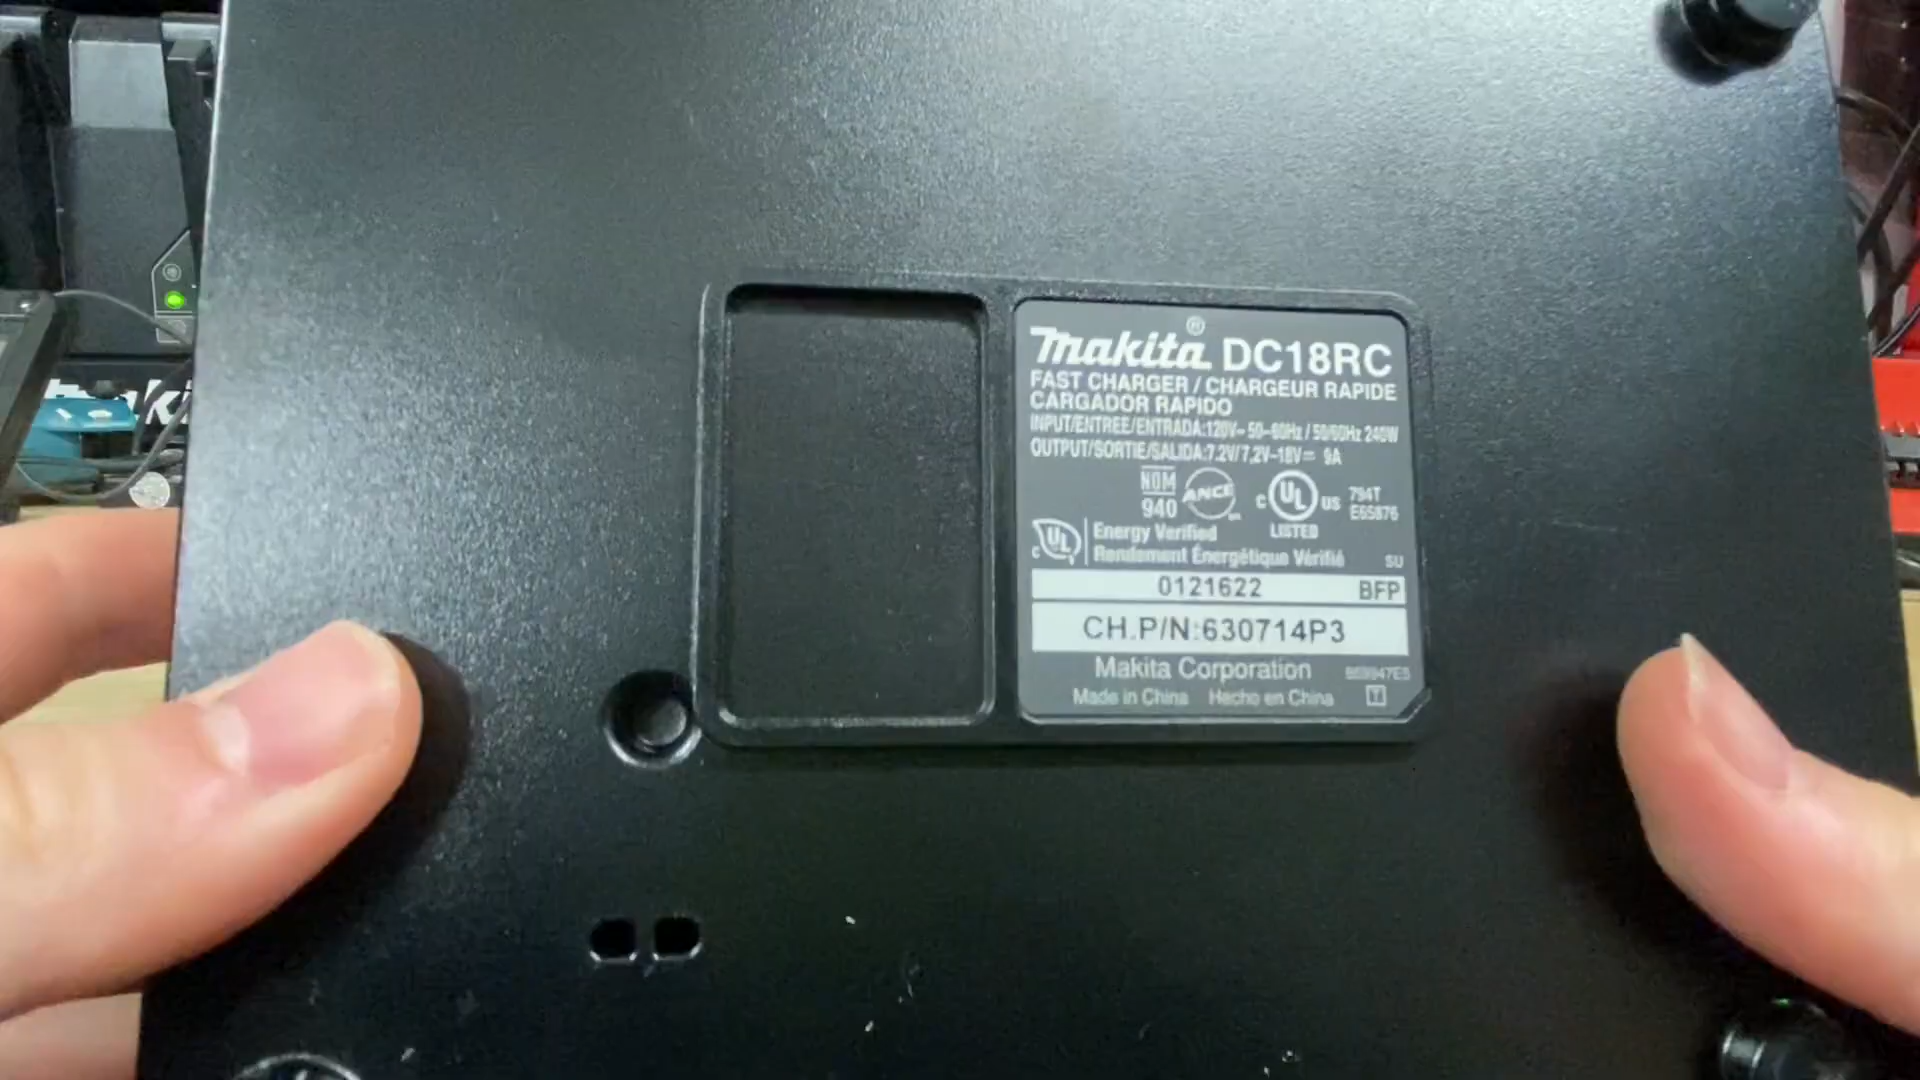 makita® DC18RC
FAST CHARGER / CHARGEUR RAPIDE
CARGADOR RAPIDO
INPUT/ENTREE/ENTRADA:120V~ 50-60Hz / 50/60Hz 240W
OUTPUT/SORTIE/SALIDA:7.2V/7.2V-18V⎓ 9A
NOM
940
ANCE
C UL US
LISTED
794T
E65876
C UL
Energy Verified
Rendement Énergétique Vérifié
SU
0121622 BFP
CH.P/N:630714P3
Makita Corporation
Made in China Hecho en China